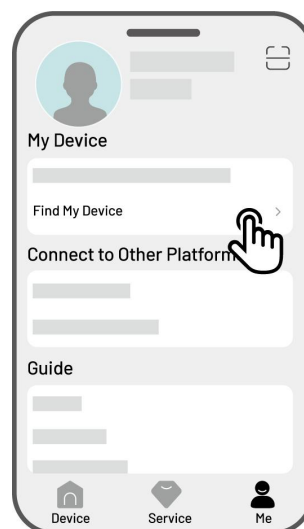 My Device
Find My Device
Connect to Other Platform
Guide
Device Service Me